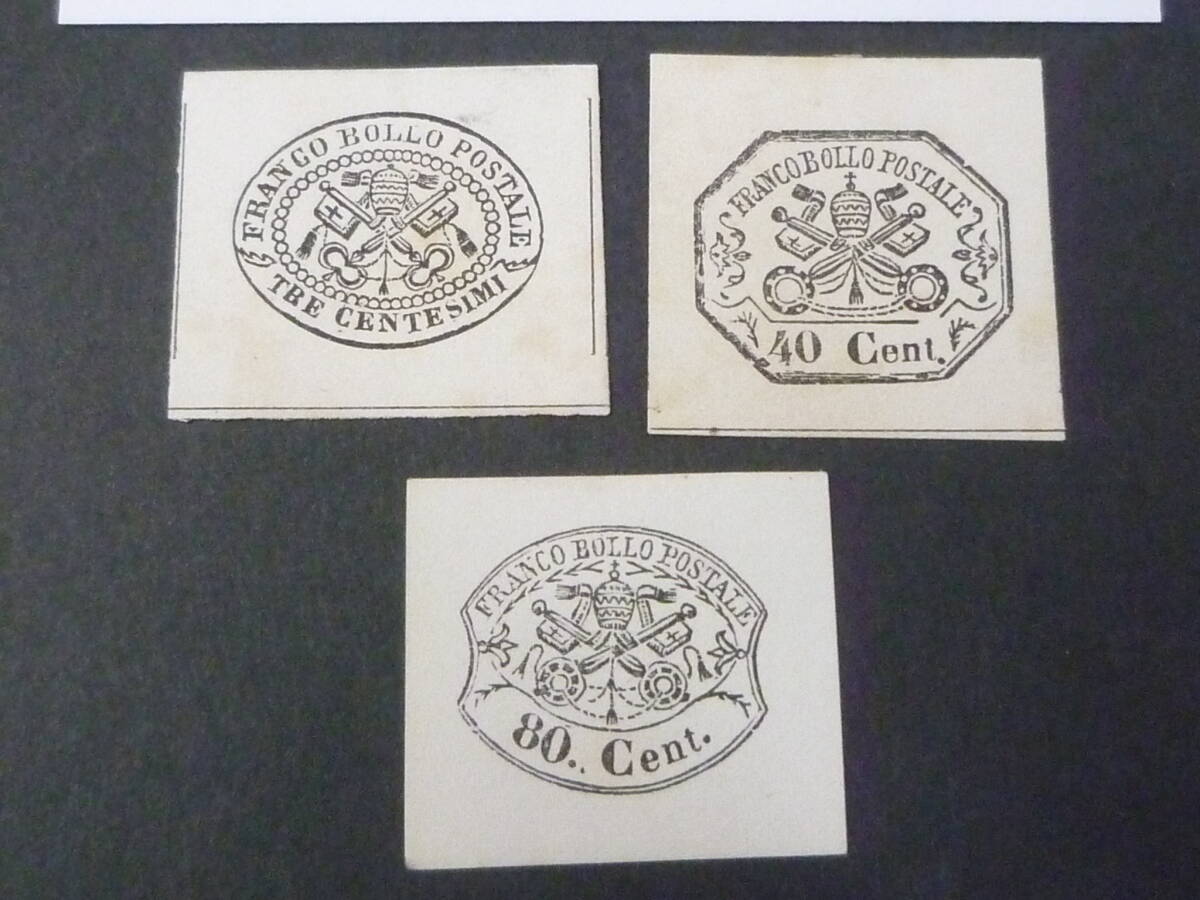 FRANCO BOLLO POSTALE
TRE CENTESIMI
FRANCO BOLLO POSTALE
40 Cent.
FRANCO BOLLO POSTALE
80. Cent.